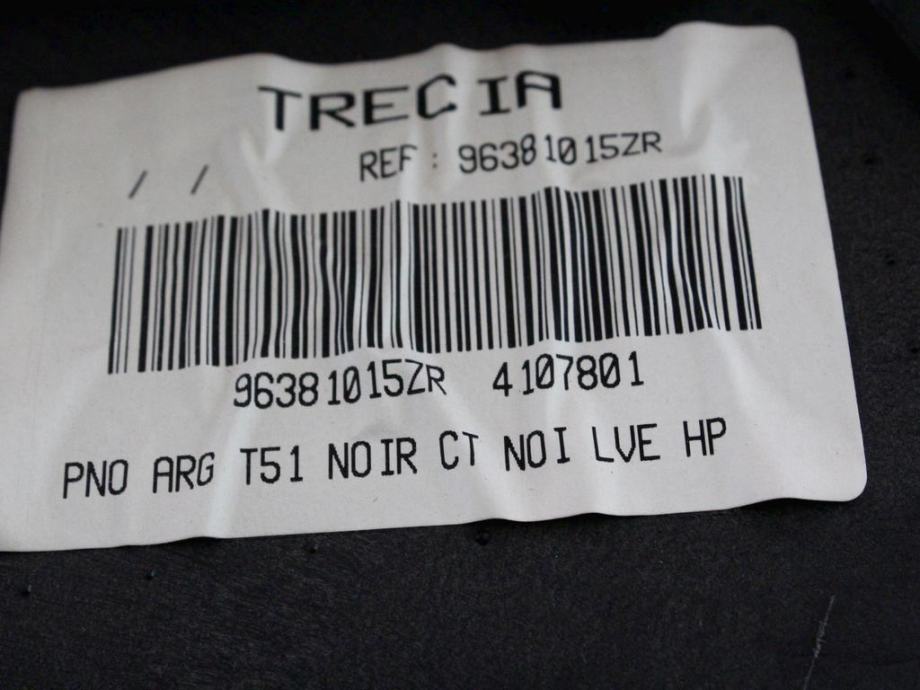 TRECIA
REF : 96381015ZR
/ /
96381015ZR 4107801
PNO ARG T51 NOIR CT NOI LVE HP